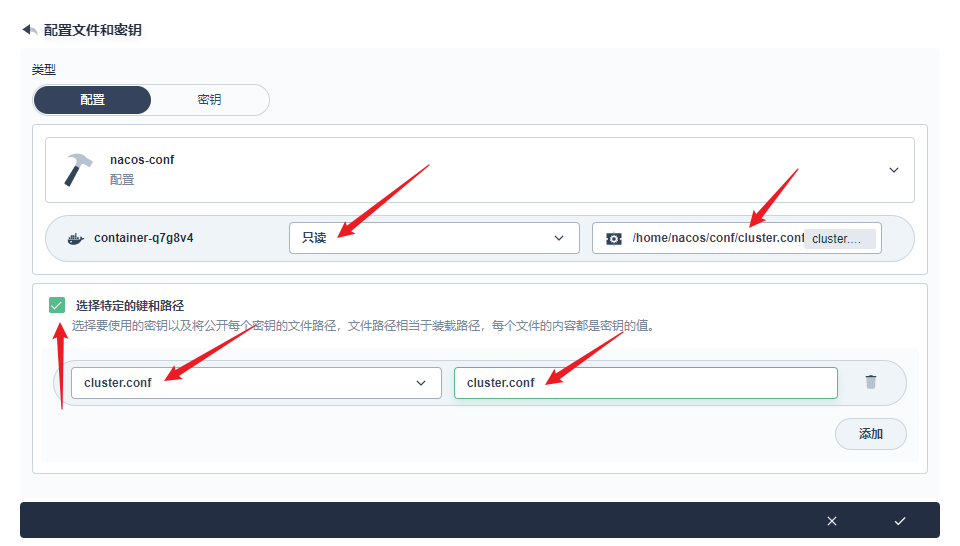 配置文件和密钥
类型
配置 密钥
nacos-conf
配置
container-q7g8v4 只读 /home/nacos/conf/cluster.conf cluster....
选择特定的键和路径
选择要使用的密钥以及将公开每个密钥的文件路径，文件路径相当于装载路径，每个文件的内容都是密钥的值。
cluster.conf cluster.conf
添加